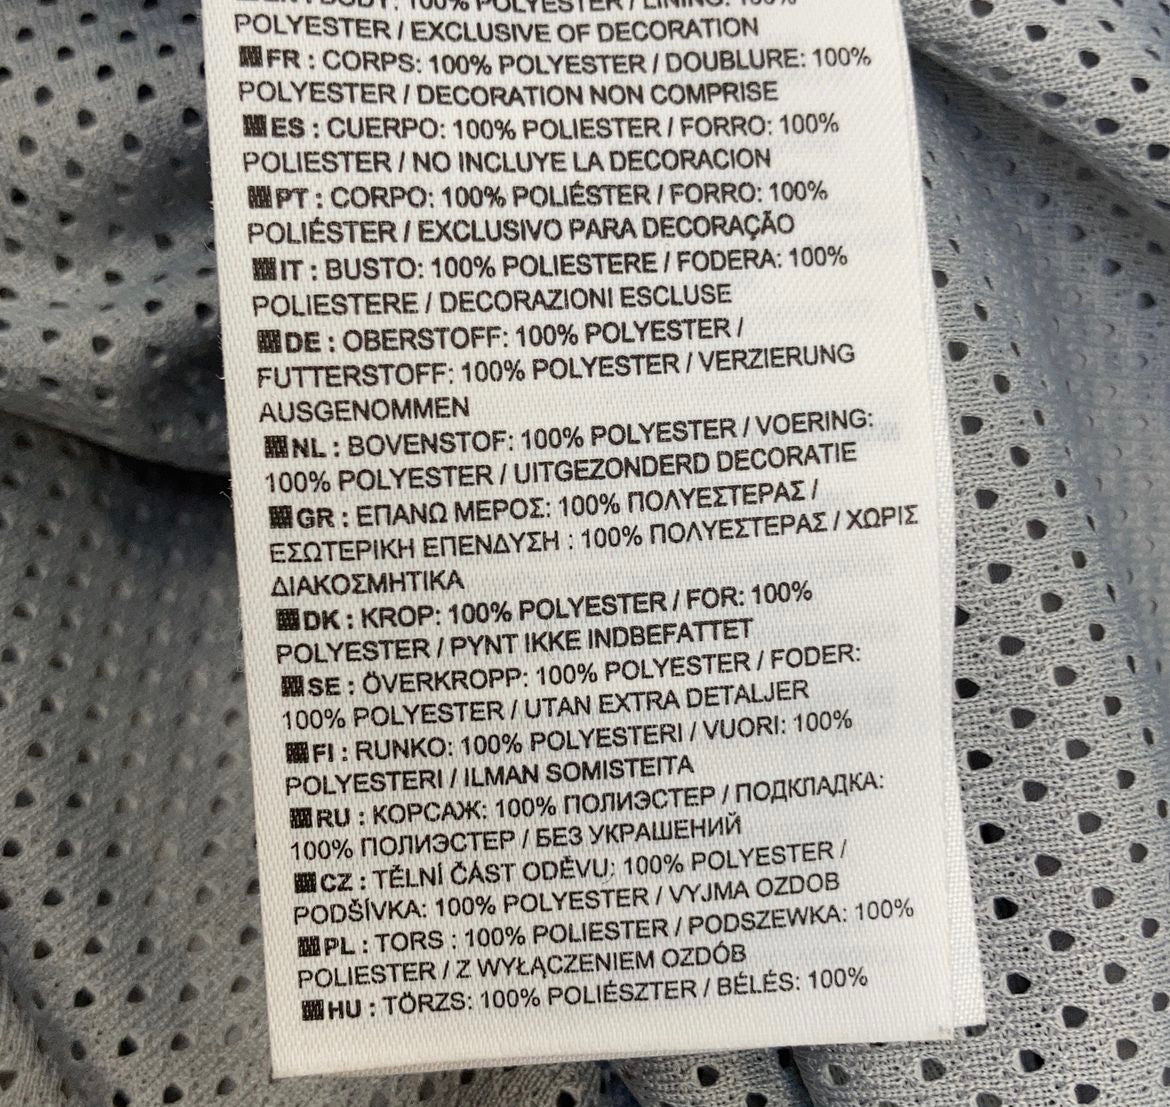 BODY: 100% POLYESTER / LINING: 100%
POLYESTER / EXCLUSIVE OF DECORATION
FR : CORPS: 100% POLYESTER / DOUBLURE: 100%
POLYESTER / DECORATION NON COMPRISE
ES : CUERPO: 100% POLIESTER / FORRO: 100%
POLIESTER / NO INCLUYE LA DECORACION
PT : CORPO: 100% POLIÉSTER / FORRO: 100%
POLIÉSTER / EXCLUSIVO PARA DECORAÇÃO
IT : BUSTO: 100% POLIESTERE / FODERA: 100%
POLIESTERE / DECORAZIONI ESCLUSE
DE : OBERSTOFF: 100% POLYESTER /
FUTTERSTOFF: 100% POLYESTER / VERZIERUNG
AUSGENOMMEN
NL : BOVENSTOF: 100% POLYESTER / VOERING:
100% POLYESTER / UITGEZONDERD DECORATIE
GR : ΕΠΑΝΩ ΜΕΡΟΣ: 100% ΠΟΛΥΕΣΤΕΡΑΣ /
ΕΣΩΤΕΡΙΚΗ ΕΠΕΝΔΥΣΗ : 100% ΠΟΛΥΕΣΤΕΡΑΣ / ΧΩΡΙΣ
ΔΙΑΚΟΣΜΗΤΙΚΑ
DK : KROP: 100% POLYESTER / FOR: 100%
POLYESTER / PYNT IKKE INDBEFATTET
SE : ÖVERKROPP: 100% POLYESTER / FODER:
100% POLYESTER / UTAN EXTRA DETALJER
FI : RUNKO: 100% POLYESTERI / VUORI: 100%
POLYESTERI / ILMAN SOMISTEITA
RU : КОРСАЖ: 100% ПОЛИЭСТЕР / ПОДКЛАДКА:
100% ПОЛИЭСТЕР / БЕЗ УКРАШЕНИЙ
CZ : TĚLNÍ ČÁST ODĚVU: 100% POLYESTER /
PODŠÍVKA: 100% POLYESTER / VYJMA OZDOB
PL : TORS : 100% POLIESTER / PODSZEWKA: 100%
POLIESTER / Z WYŁĄCZENIEM OZDÓB
HU : TÖRZS: 100% POLIÉSZTER / BÉLÉS: 100%